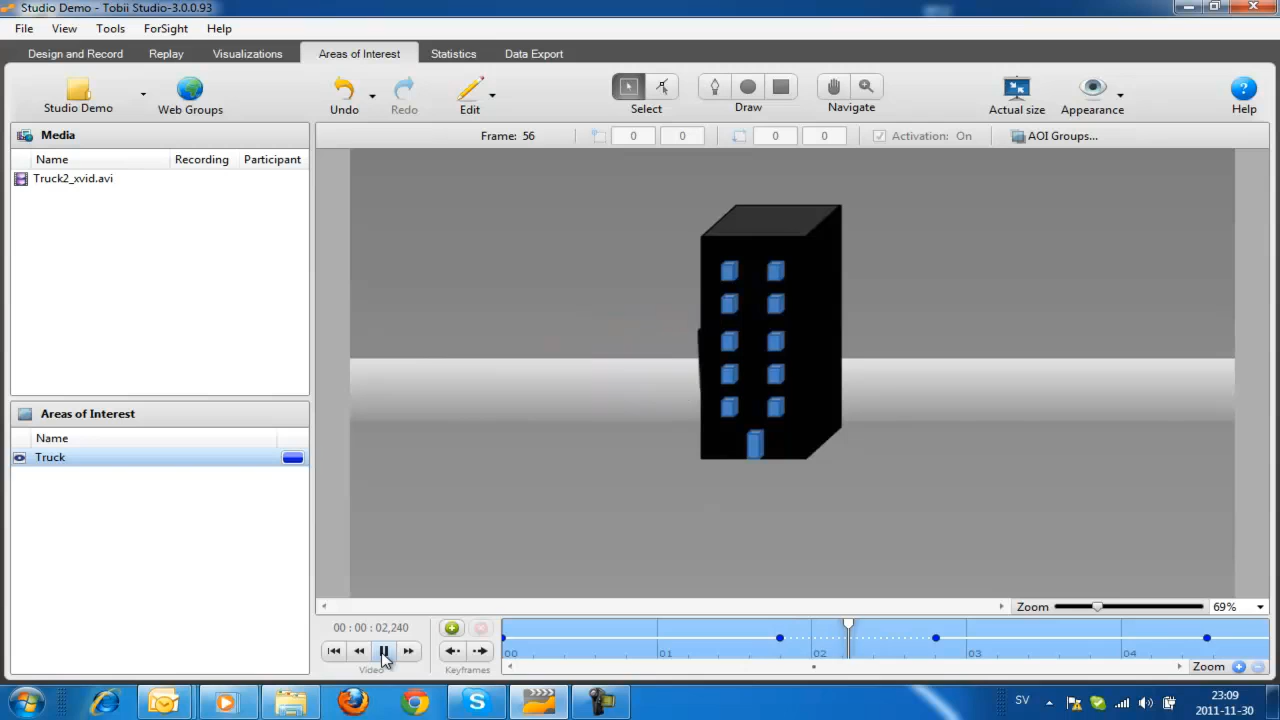 Studio Demo - Tobii Studio-3.0.0.93
File View Tools ForSight Help
Design and Record Replay Visualizations Areas of Interest Statistics Data Export
Studio Demo Web Groups Undo Redo Edit Select Draw Navigate Actual size Appearance Help
Media
Frame: 56 0 0 0 0 Activation: On AOI Groups...
Name Recording Participant
Truck2_xvid.avi
Areas of Interest
Name
Truck
Zoom 69%
00 : 00 : 02,240
00 01 02 03 04
Video Keyframes Zoom
SV 23:09
2011-11-30